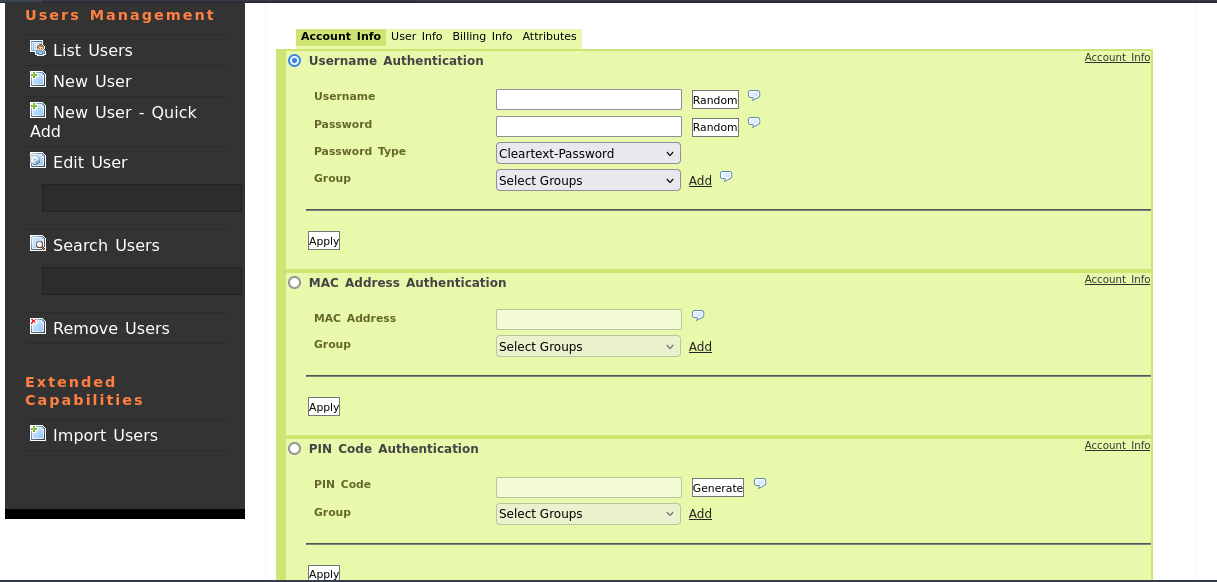 Users Management
List Users
New User
New User - Quick
Add
Edit User
Search Users
Remove Users
Extended
Capabilities
Import Users
Account Info User Info Billing Info Attributes
Username Authentication Account Info
Username Random
Password Random
Password Type Cleartext-Password
Group Select Groups Add
Apply
MAC Address Authentication Account Info
MAC Address
Group Select Groups Add
Apply
PIN Code Authentication Account Info
PIN Code Generate
Group Select Groups Add
Apply